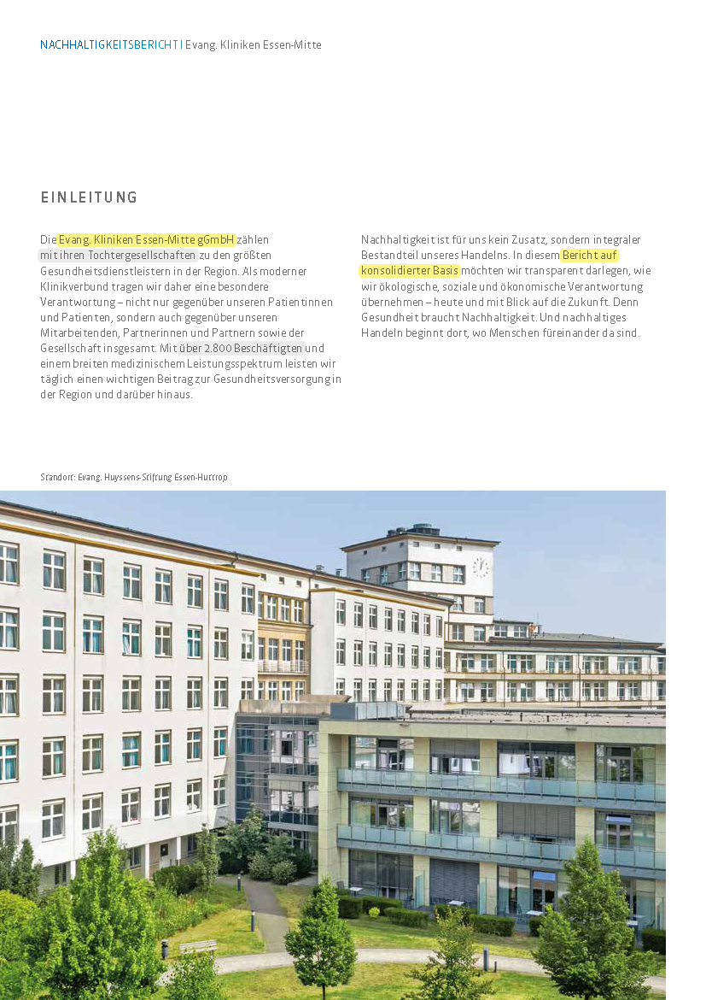 NACHHALTIGKEITSBERICHT | Evang. Kliniken Essen-Mitte
EINLEITUNG
Die Evang. Kliniken Essen-Mitte gGmbH zählen
mit ihren Tochtergesellschaften zu den größten
Gesundheitsdienstleistern in der Region. Als moderner
Klinikverbund tragen wir daher eine besondere
Verantwortung – nicht nur gegenüber unseren Patientinnen
und Patienten, sondern auch gegenüber unseren
Mitarbeitenden, Partnerinnen und Partnern sowie der
Gesellschaft insgesamt. Mit über 2.800 Beschäftigten und
einem breiten medizinischem Leistungsspektrum leisten wir
täglich einen wichtigen Beitrag zur Gesundheitsversorgung in
der Region und darüber hinaus.
Nachhaltigkeit ist für uns kein Zusatz, sondern integraler
Bestandteil unseres Handelns. In diesem Bericht auf
konsolidierter Basis möchten wir transparent darlegen, wie
wir ökologische, soziale und ökonomische Verantwortung
übernehmen – heute und mit Blick auf die Zukunft. Denn
Gesundheit braucht Nachhaltigkeit. Und nachhaltiges
Handeln beginnt dort, wo Menschen füreinander da sind.
Standort: Evang. Huyssens-Stiftung Essen-Huttrop